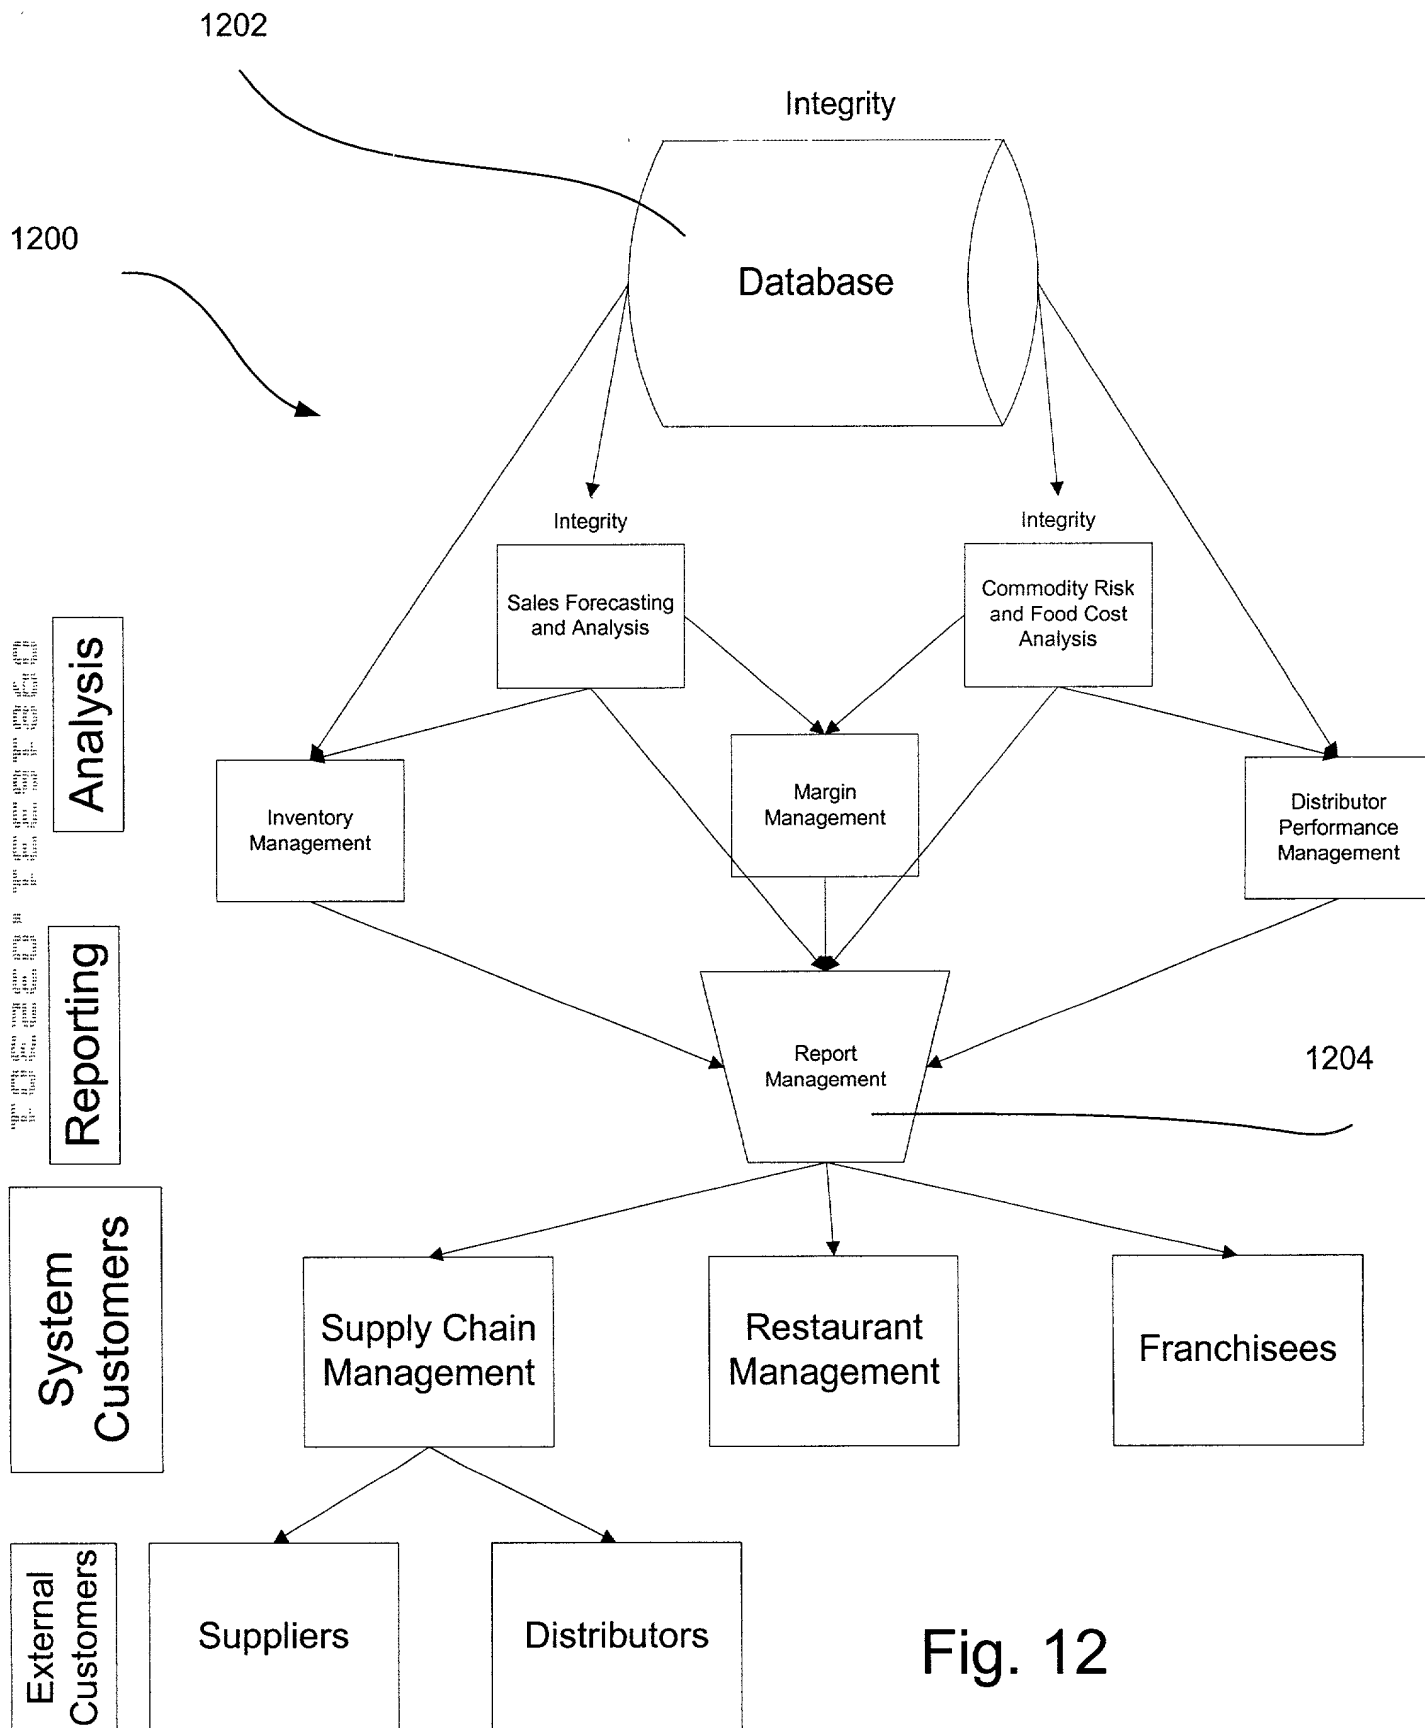 1202
Integrity
Database
1200
Integrity
Integrity
Sales Forecasting
and Analysis
Commodity Risk
and Food Cost
Analysis
Analysis
Inventory
Management
Margin
Management
Distributor
Performance
Management
Reporting
Report
Management
1204
System
Customers
Supply Chain
Management
Restaurant
Management
Franchisees
External
Customers
Suppliers
Distributors
Fig. 12